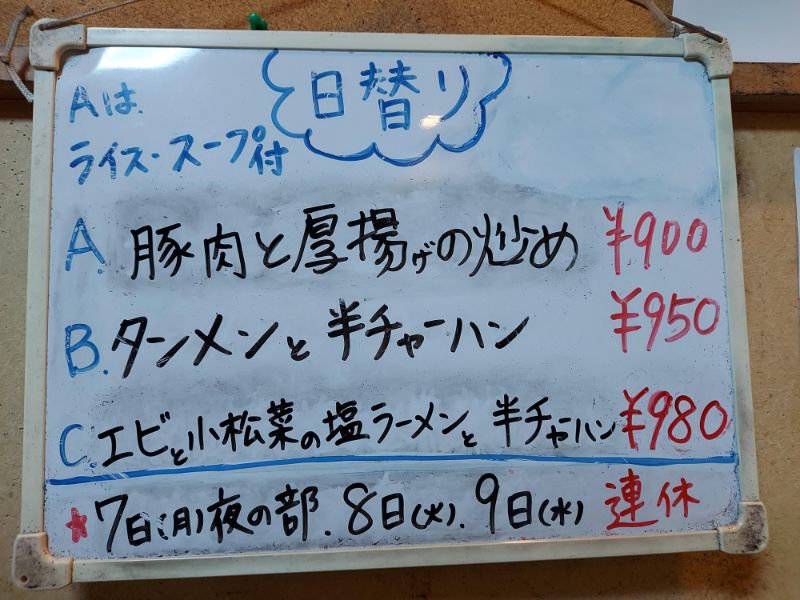 日替り
Aは
ライス・スープ付
A. 豚肉と厚揚げの炒め ¥900
B. タンメンと半チャーハン ¥950
C. エビと小松菜の塩ラーメンと半チャーハン ¥980
★7日(月)夜の部.8日(火).9日(水) 連休